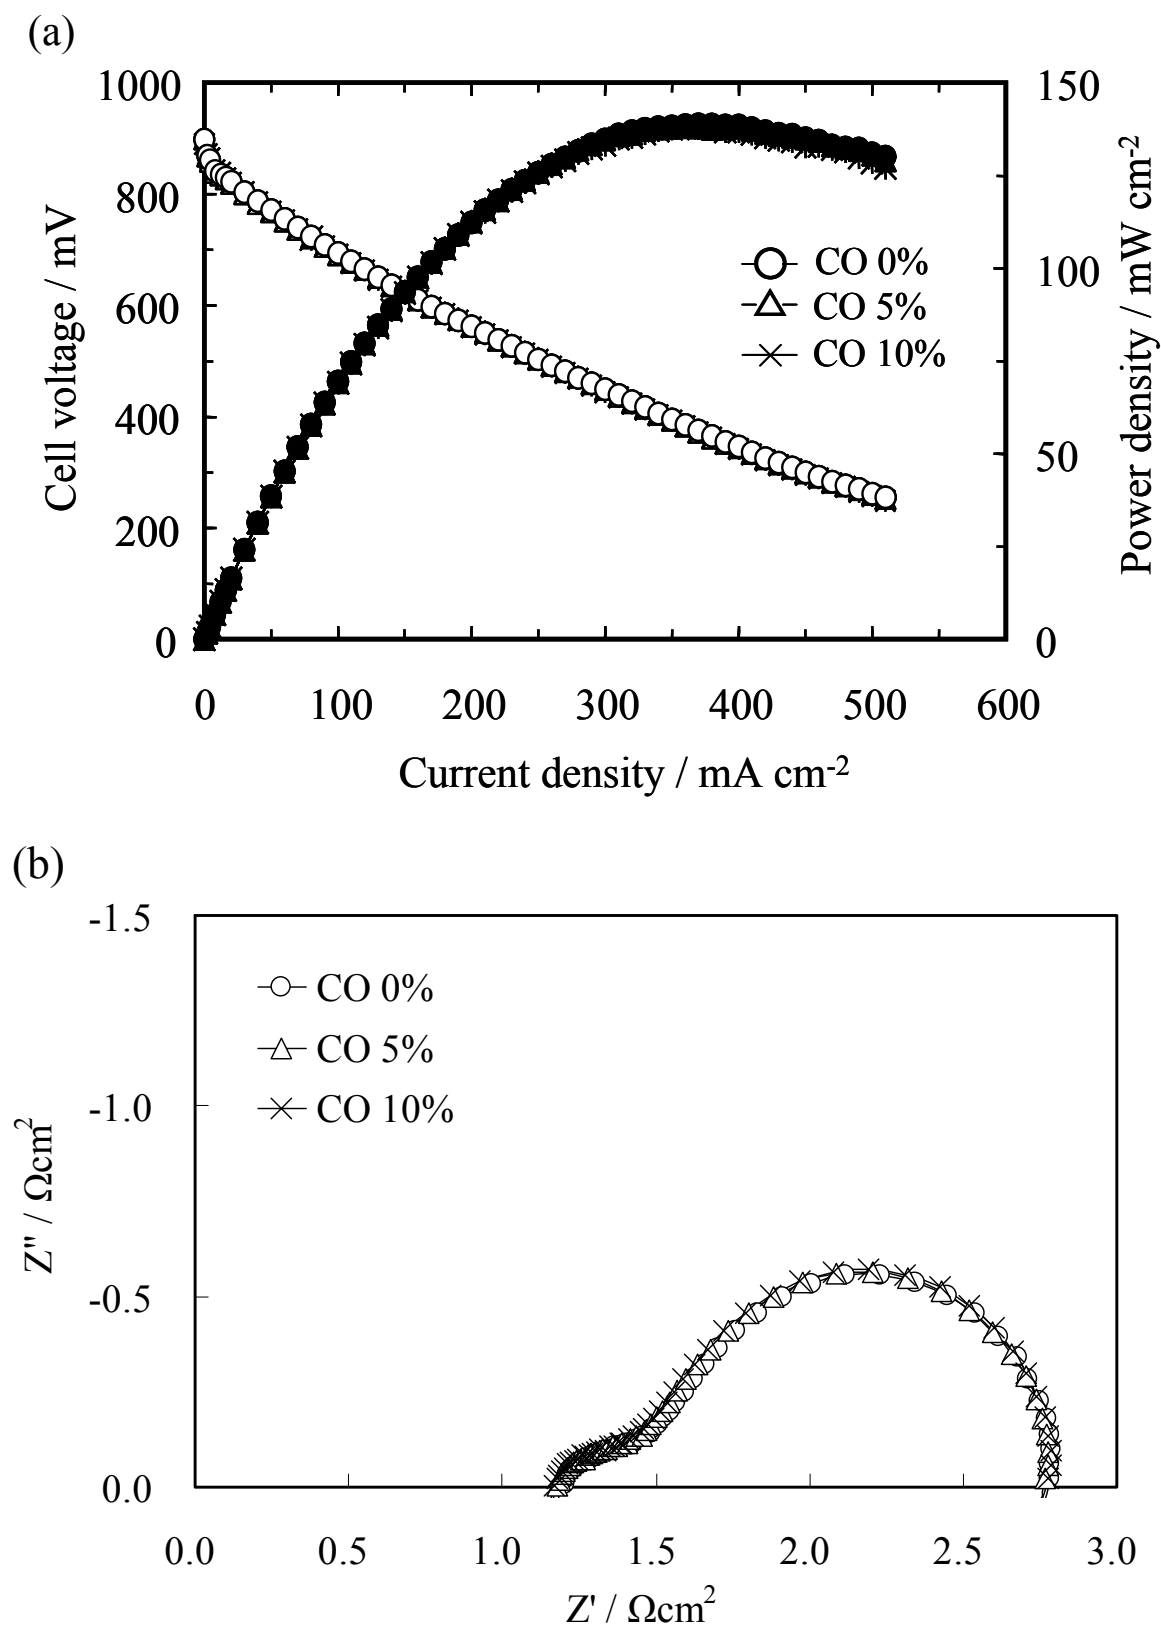 (a)
1000
800
600
400
200
0
Cell voltage / mV
150
100
50
0
Power density / mW cm-2
CO 0%
CO 5%
CO 10%
0 100 200 300 400 500 600
Current density / mA cm-2
(b)
-1.5
-1.0
-0.5
0.0
Z" / Ωcm2
CO 0%
CO 5%
CO 10%
0.0 0.5 1.0 1.5 2.0 2.5 3.0
Z' / Ωcm2